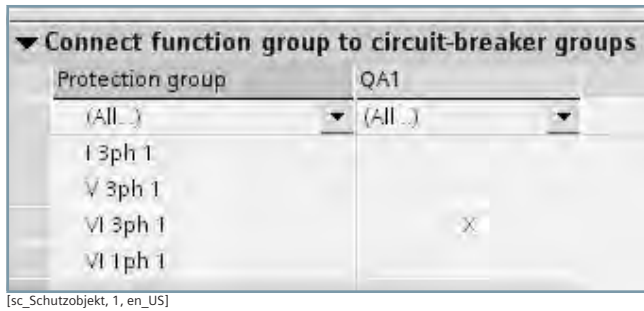 Connect function group to circuit-breaker groups
Protection group QA1
(All...) (All...)
I 3ph 1
V 3ph 1
VI 3ph 1 X
VI 1ph 1
[sc_Schutzobjekt, 1, en_US]